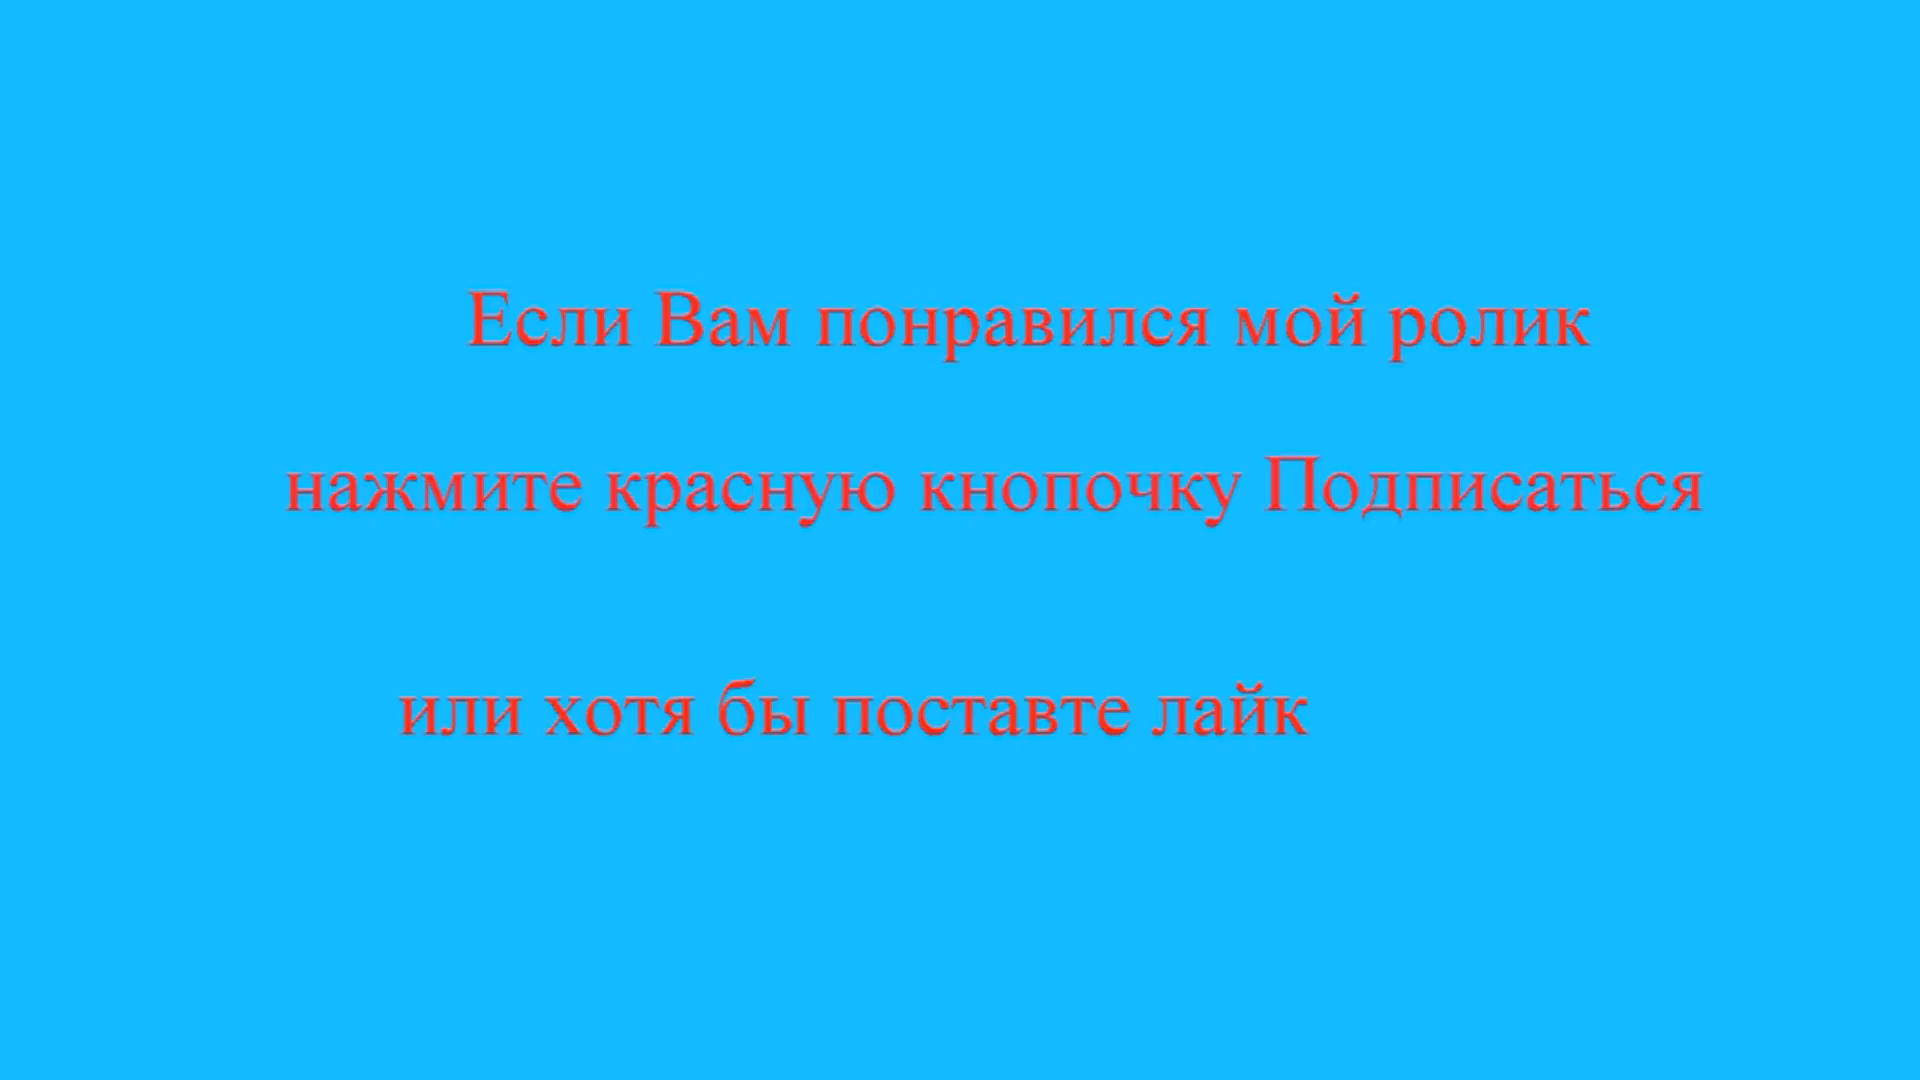 Если Вам понравился мой ролик
нажмите красную кнопочку Подписаться
или хотя бы поставте лайк